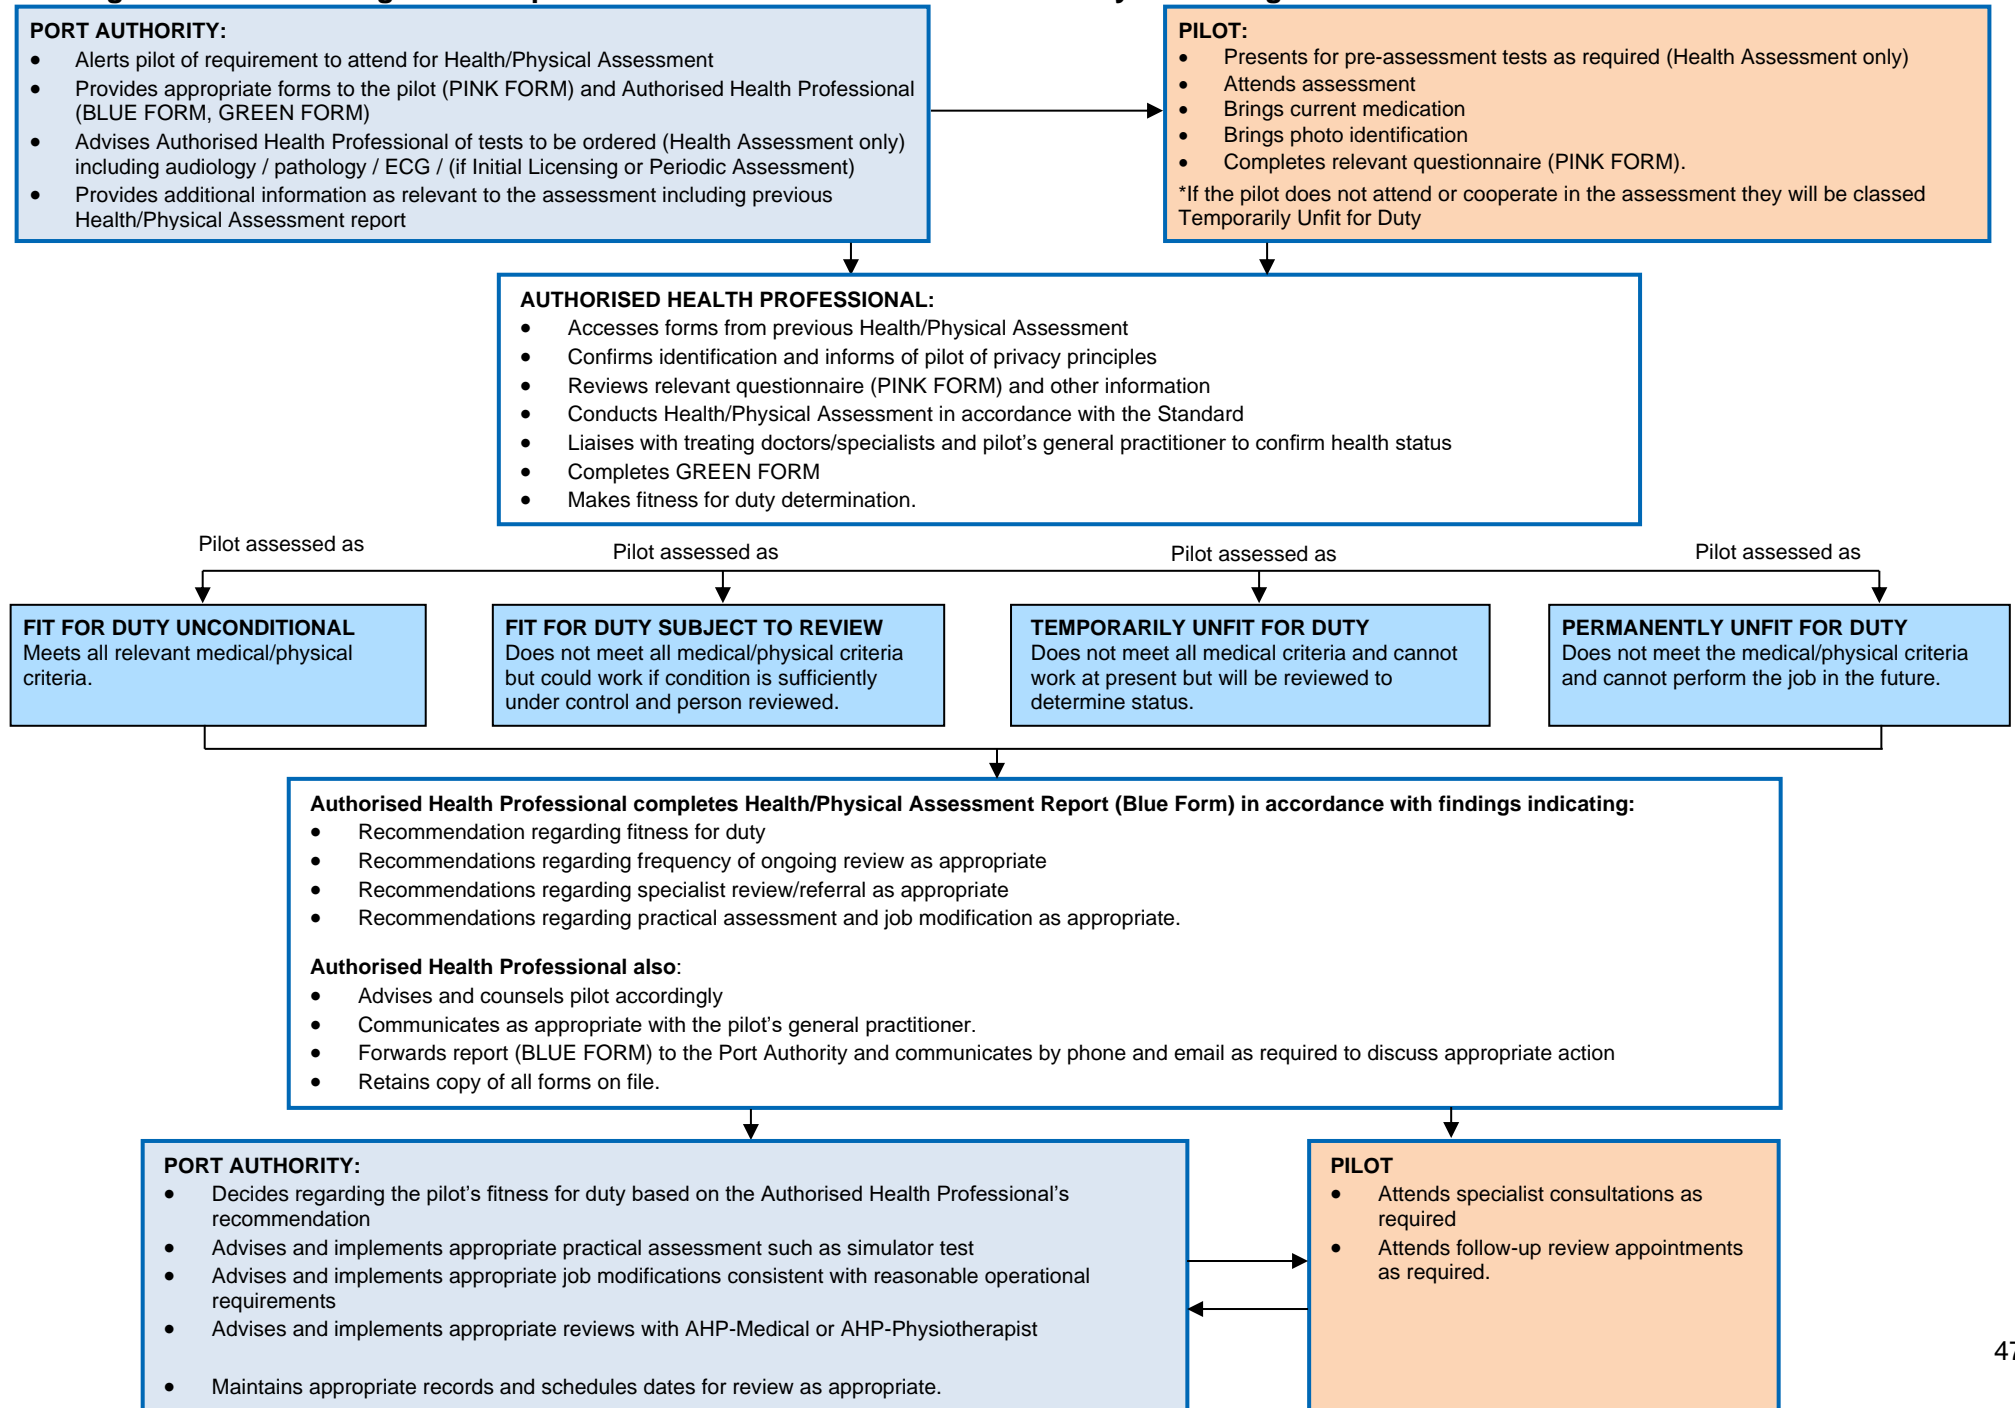 PORT AUTHORITY:
• Alerts pilot of requirement to attend for Health/Physical Assessment
• Provides appropriate forms to the pilot (PINK FORM) and Authorised Health Professional
(BLUE FORM, GREEN FORM)
• Advises Authorised Health Professional of tests to be ordered (Health Assessment only)
including audiology / pathology / ECG / (if Initial Licensing or Periodic Assessment)
• Provides additional information as relevant to the assessment including previous
Health/Physical Assessment report
PILOT:
• Presents for pre-assessment tests as required (Health Assessment only)
• Attends assessment
• Brings current medication
• Brings photo identification
• Completes relevant questionnaire (PINK FORM).
*If the pilot does not attend or cooperate in the assessment they will be classed
Temporarily Unfit for Duty
AUTHORISED HEALTH PROFESSIONAL:
• Accesses forms from previous Health/Physical Assessment
• Confirms identification and informs of pilot of privacy principles
• Reviews relevant questionnaire (PINK FORM) and other information
• Conducts Health/Physical Assessment in accordance with the Standard
• Liaises with treating doctors/specialists and pilot's general practitioner to confirm health status
• Completes GREEN FORM
• Makes fitness for duty determination.
Pilot assessed as
Pilot assessed as
Pilot assessed as
Pilot assessed as
FIT FOR DUTY UNCONDITIONAL
Meets all relevant medical/physical
criteria.
FIT FOR DUTY SUBJECT TO REVIEW
Does not meet all medical/physical criteria
but could work if condition is sufficiently
under control and person reviewed.
TEMPORARILY UNFIT FOR DUTY
Does not meet all medical criteria and cannot
work at present but will be reviewed to
determine status.
PERMANENTLY UNFIT FOR DUTY
Does not meet the medical/physical criteria
and cannot perform the job in the future.
Authorised Health Professional completes Health/Physical Assessment Report (Blue Form) in accordance with findings indicating:
• Recommendation regarding fitness for duty
• Recommendations regarding frequency of ongoing review as appropriate
• Recommendations regarding specialist review/referral as appropriate
• Recommendations regarding practical assessment and job modification as appropriate.
Authorised Health Professional also:
• Advises and counsels pilot accordingly
• Communicates as appropriate with the pilot's general practitioner.
• Forwards report (BLUE FORM) to the Port Authority and communicates by phone and email as required to discuss appropriate action
• Retains copy of all forms on file.
PORT AUTHORITY:
• Decides regarding the pilot's fitness for duty based on the Authorised Health Professional's
recommendation
• Advises and implements appropriate practical assessment such as simulator test
• Advises and implements appropriate job modifications consistent with reasonable operational
requirements
• Advises and implements appropriate reviews with AHP-Medical or AHP-Physiotherapist
• Maintains appropriate records and schedules dates for review as appropriate.
PILOT
• Attends specialist consultations as
required
• Attends follow-up review appointments
as required.
47